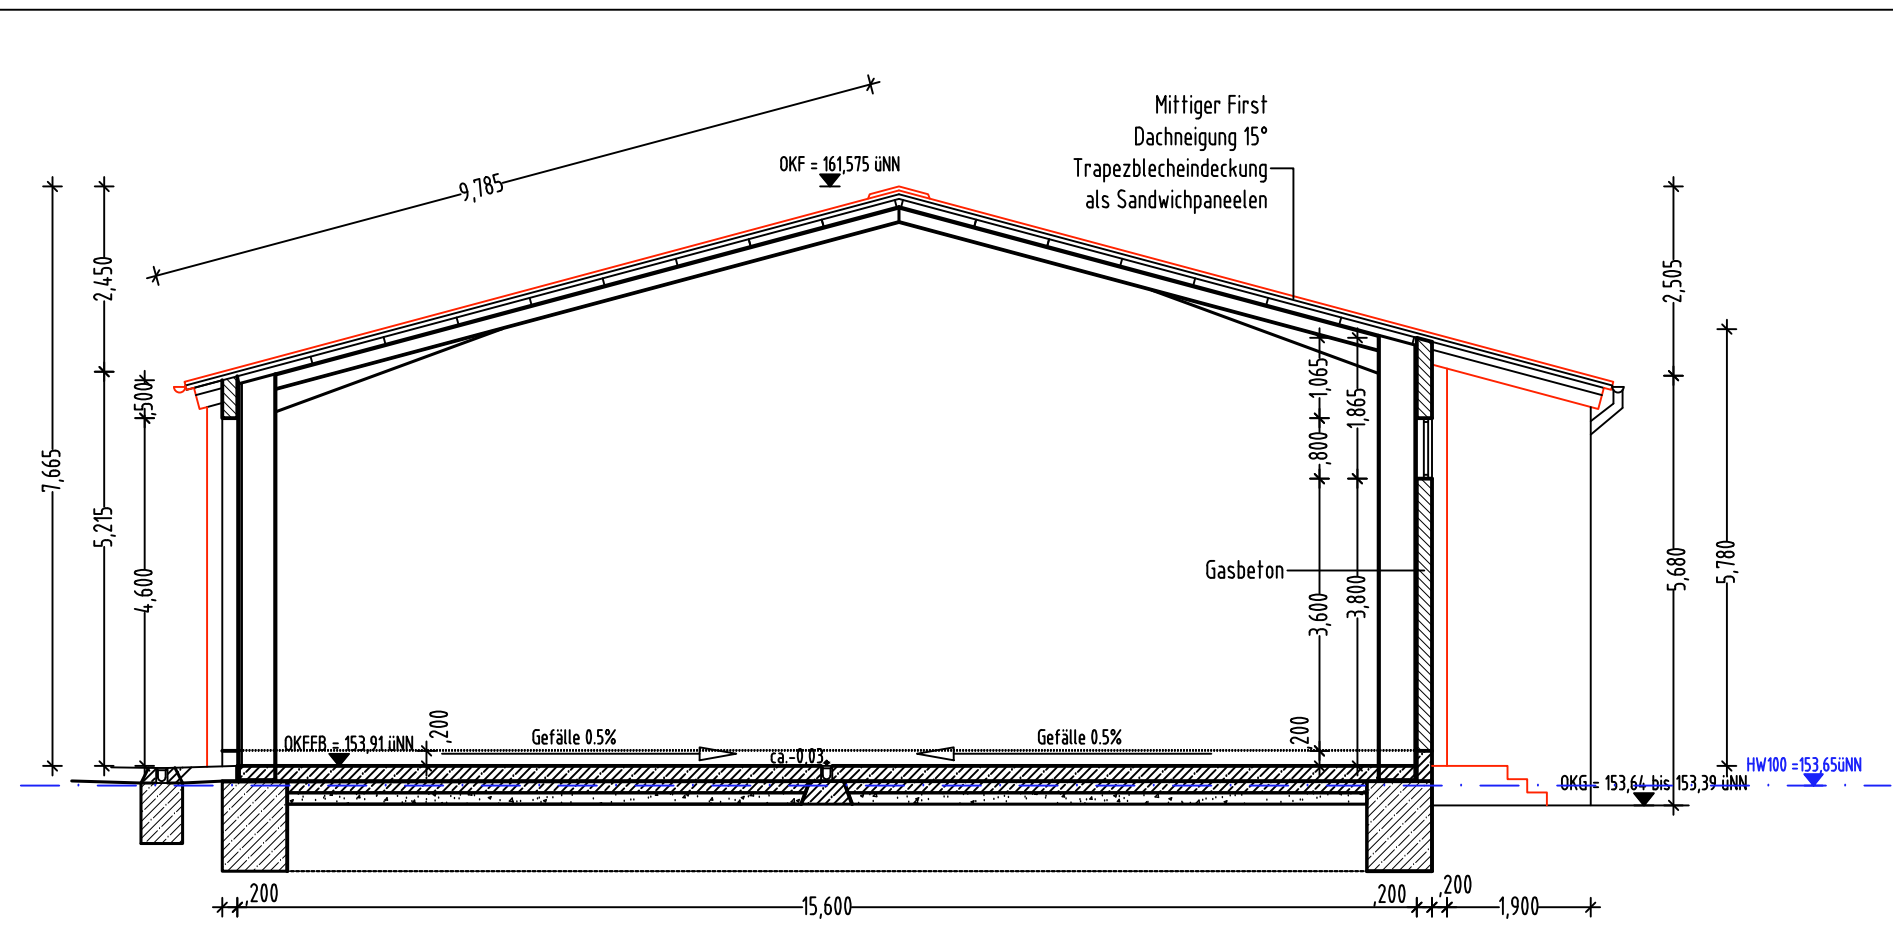 Mittiger First
Dachneigung 15°
Trapezblecheindeckung
als Sandwichpaneelen
OKF = 161,575 üNN
9,785
2,450
2,505
,500
1,065
1,865
,800
7,665
5,215
4,600
Gasbeton
3,600
3,800
5,680
5,780
,200
OKFFB = 153,91 üNN
Gefälle 0.5%
ca.-0,03
Gefälle 0.5%
,200
HW100 =153,65üNN
OKG = 153,64 bis 153,39 üNN
,200
15,600
,200
,200
1,900